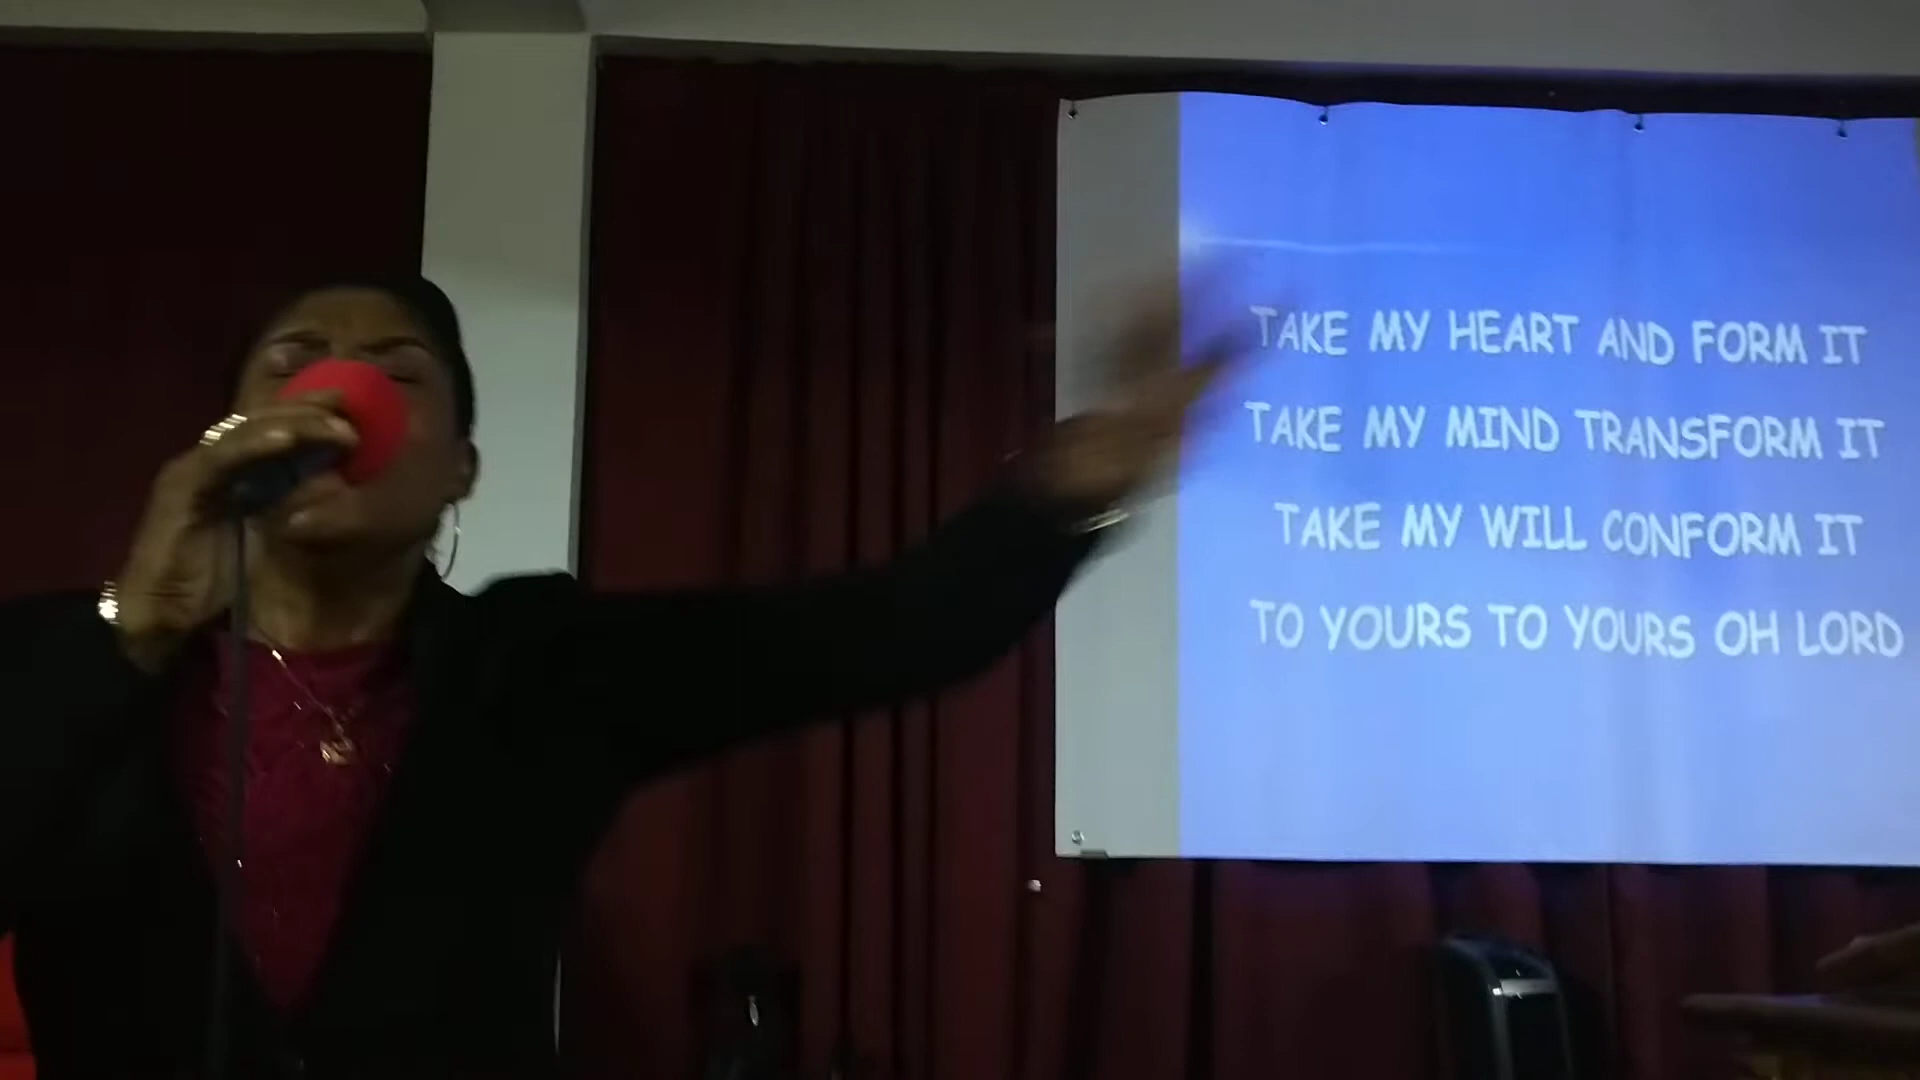 TAKE MY HEART AND FORM IT
TAKE MY MIND TRANSFORM IT
TAKE MY WILL CONFORM IT
TO YOURS TO YOURS OH LORD